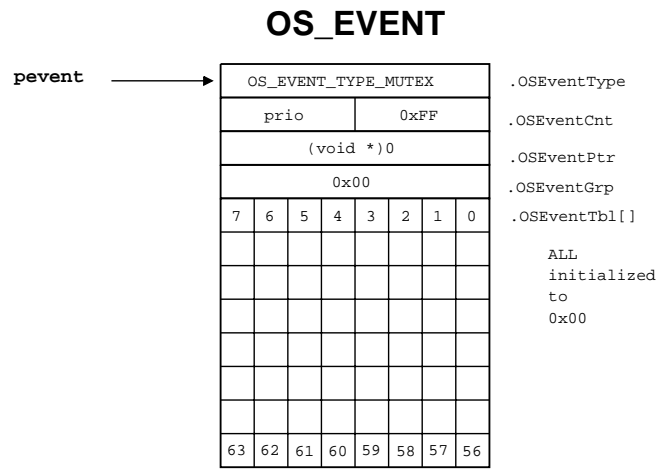 OS_EVENT
pevent
OS_EVENT_TYPE_MUTEX .OSEventType
prio 0xFF .OSEventCnt
(void *)0 .OSEventPtr
0x00 .OSEventGrp
7 6 5 4 3 2 1 0 .OSEventTbl[]
ALL
initialized
to
0x00
63 62 61 60 59 58 57 56